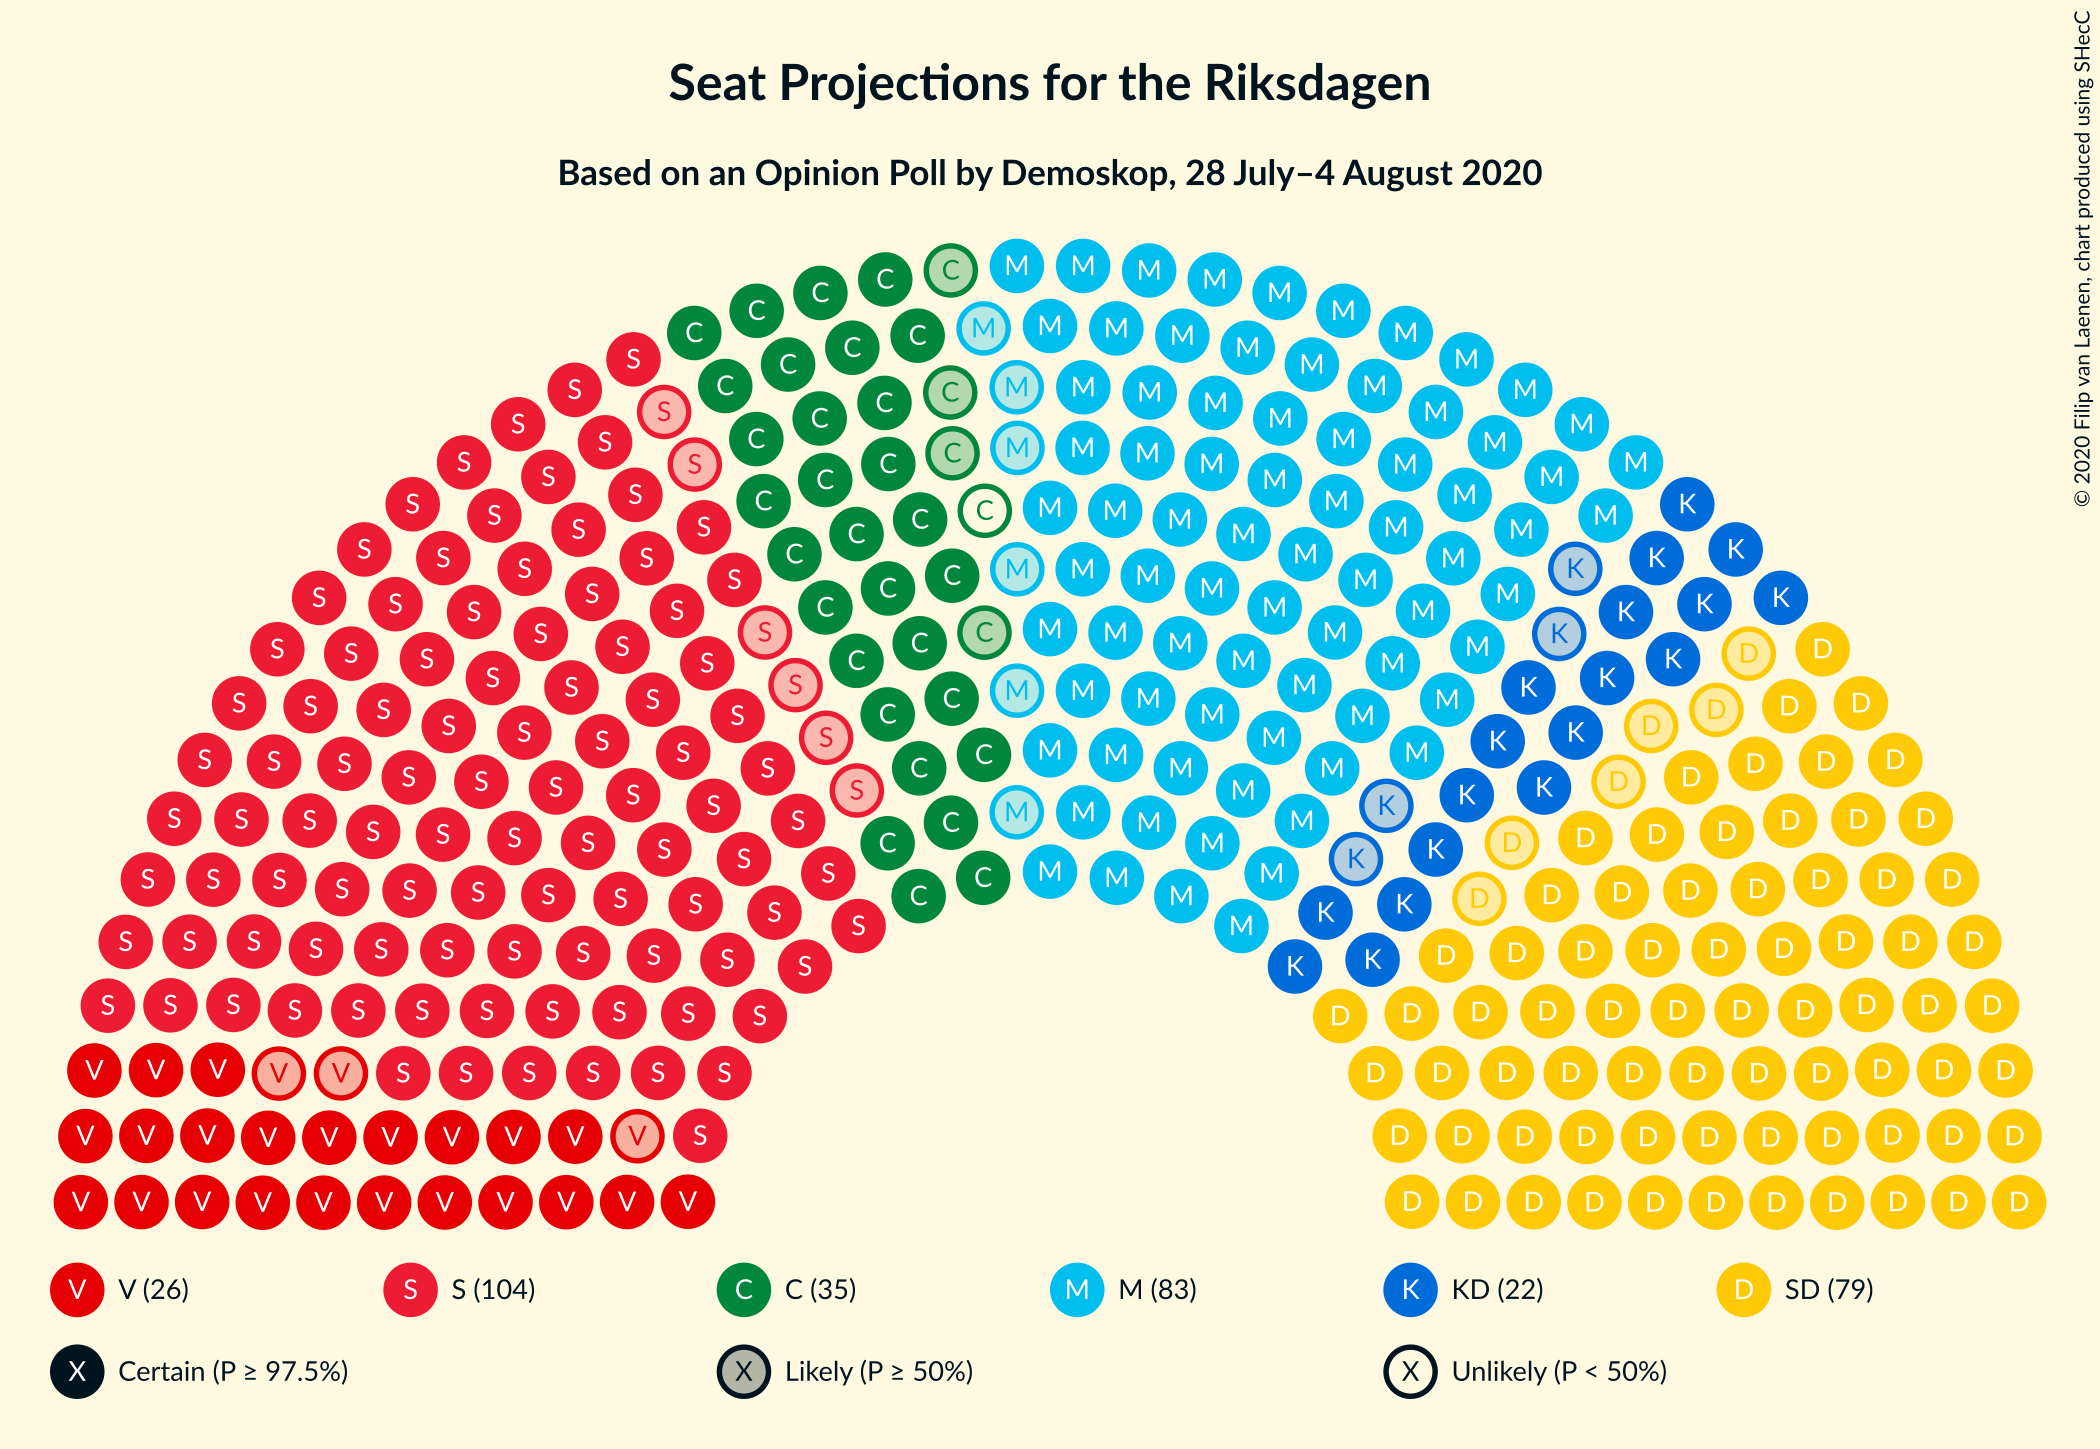 Seat Projections for the Riksdagen
Based on an Opinion Poll by Demoskop, 28 July–4 August 2020
© 2020 Filip van Laenen, chart produced using SHecC
V V (26)
S S (104)
C C (35)
M M (83)
K KD (22)
D SD (79)
X Certain (P ≥ 97.5%)
X Likely (P ≥ 50%)
X Unlikely (P < 50%)